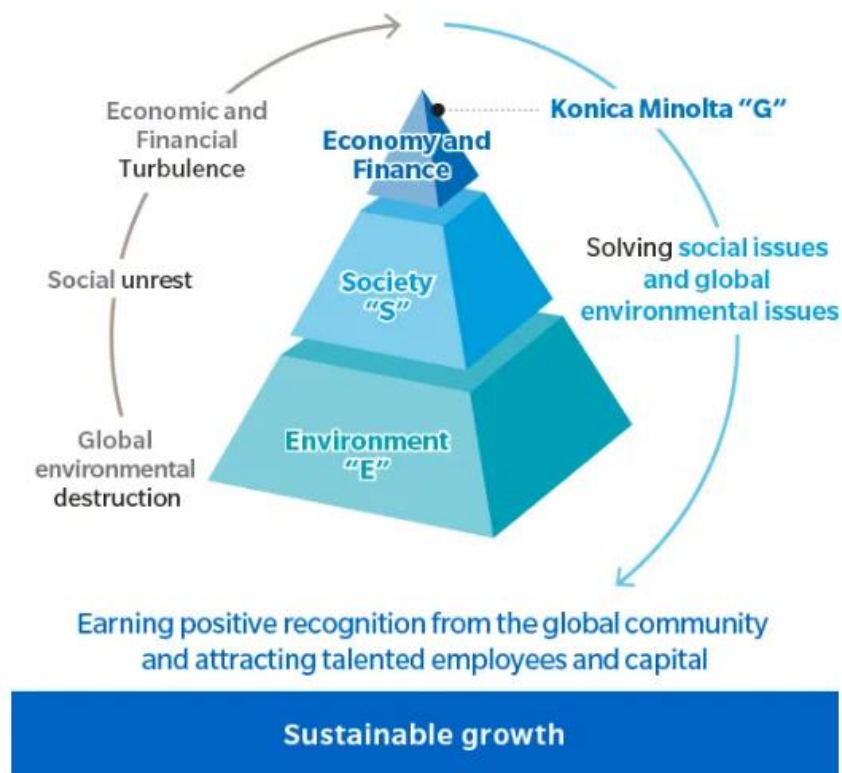 Economic and
Financial
Turbulence
Social unrest
Global
environmental
destruction
Economy and
Finance
Society
"S"
Environment
"E"
Konica Minolta "G"
Solving social issues
and global
environmental issues
Earning positive recognition from the global community
and attracting talented employees and capital
Sustainable growth